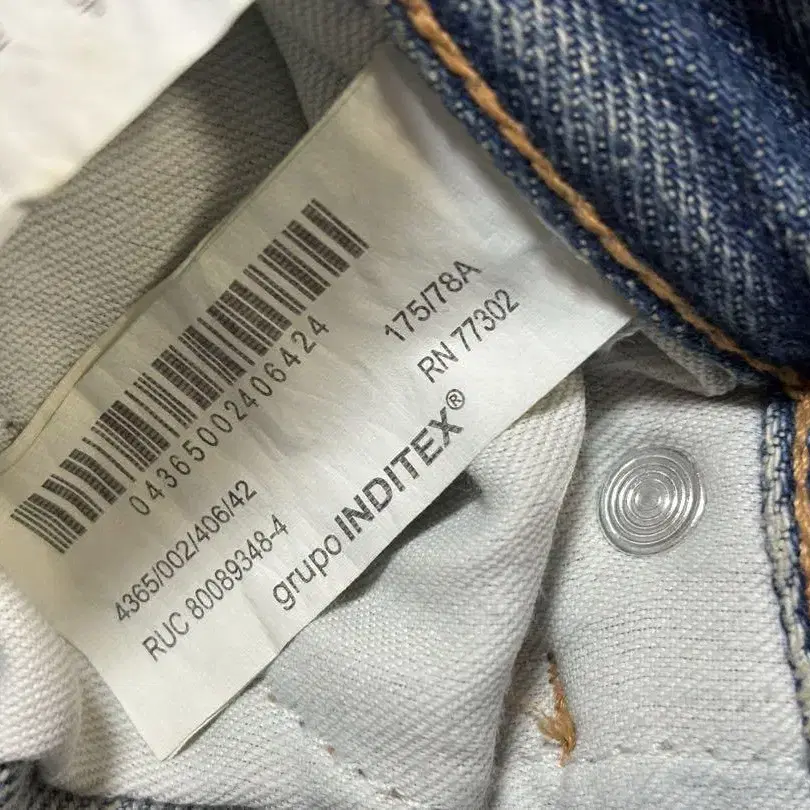 04365002406424
175/78A
RN 77302
4365/002/406/42
RUC 80089348-4
grupo INDITEX®